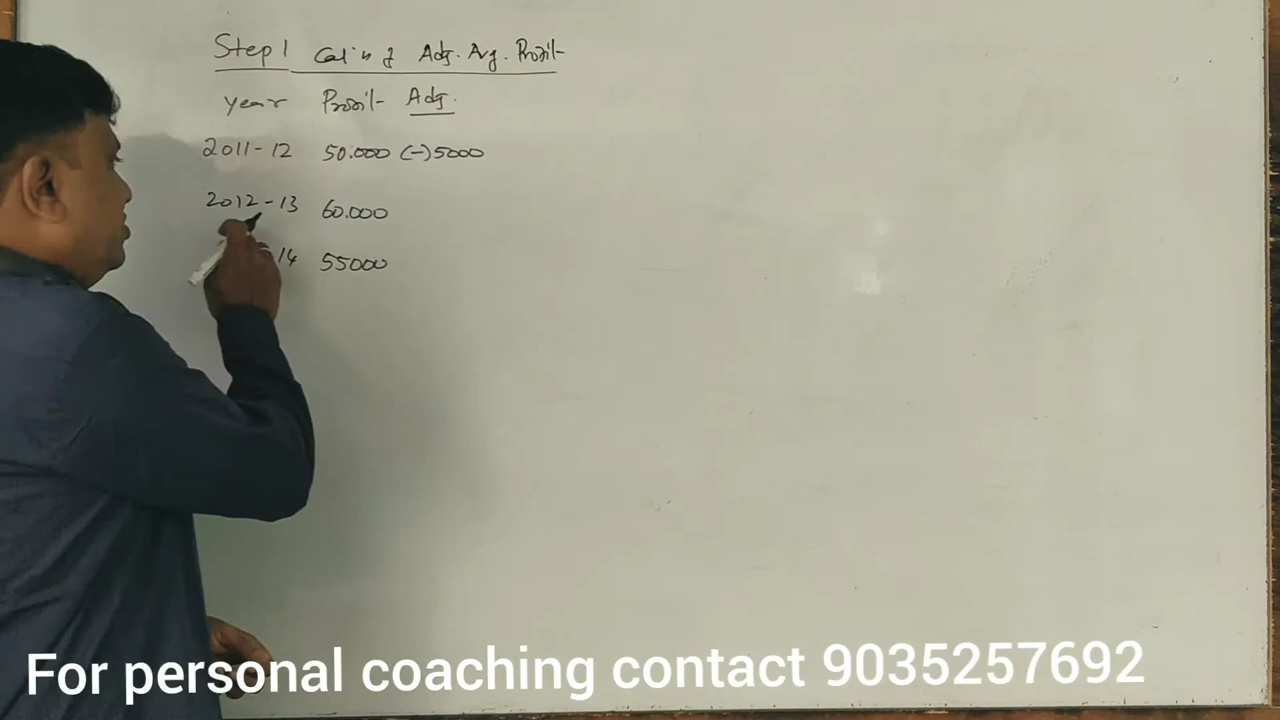 Step 1 Cal'n of Adj. Avg. Profit
Year Profit Adj.
2011-12 50.000 (-) 5000
2012-13 60.000
14 55000
For personal coaching contact 9035257692